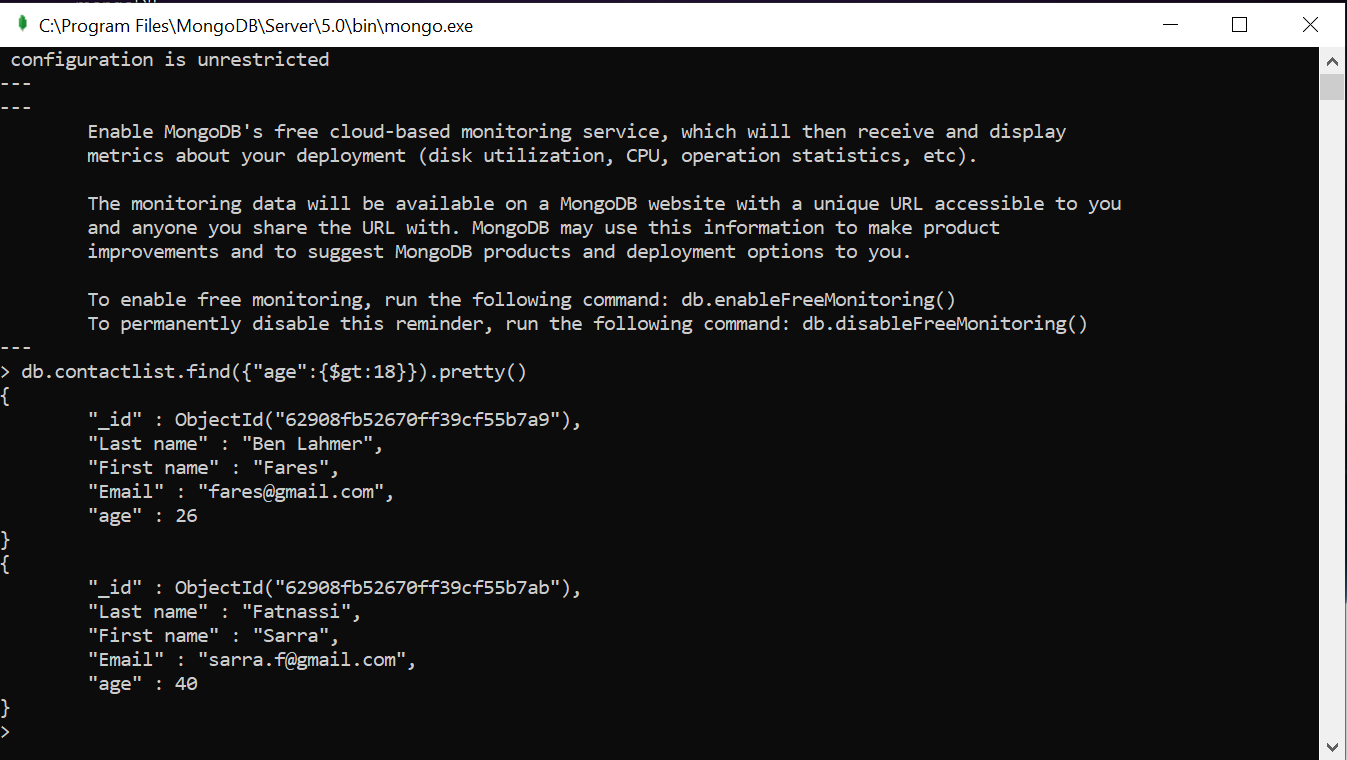 C:\Program Files\MongoDB\Server\5.0\bin\mongo.exe
configuration is unrestricted
---
---
Enable MongoDB's free cloud-based monitoring service, which will then receive and display
metrics about your deployment (disk utilization, CPU, operation statistics, etc).
The monitoring data will be available on a MongoDB website with a unique URL accessible to you
and anyone you share the URL with. MongoDB may use this information to make product
improvements and to suggest MongoDB products and deployment options to you.
To enable free monitoring, run the following command: db.enableFreeMonitoring()
To permanently disable this reminder, run the following command: db.disableFreeMonitoring()
---
> db.contactlist.find({"age":{$gt:18}}).pretty()
{
"_id" : ObjectId("62908fb52670ff39cf55b7a9"),
"Last name" : "Ben Lahmer",
"First name" : "Fares",
"Email" : "fares@gmail.com",
"age" : 26
}
{
"_id" : ObjectId("62908fb52670ff39cf55b7ab"),
"Last name" : "Fatnassi",
"First name" : "Sarra",
"Email" : "sarra.f@gmail.com",
"age" : 40
}
>